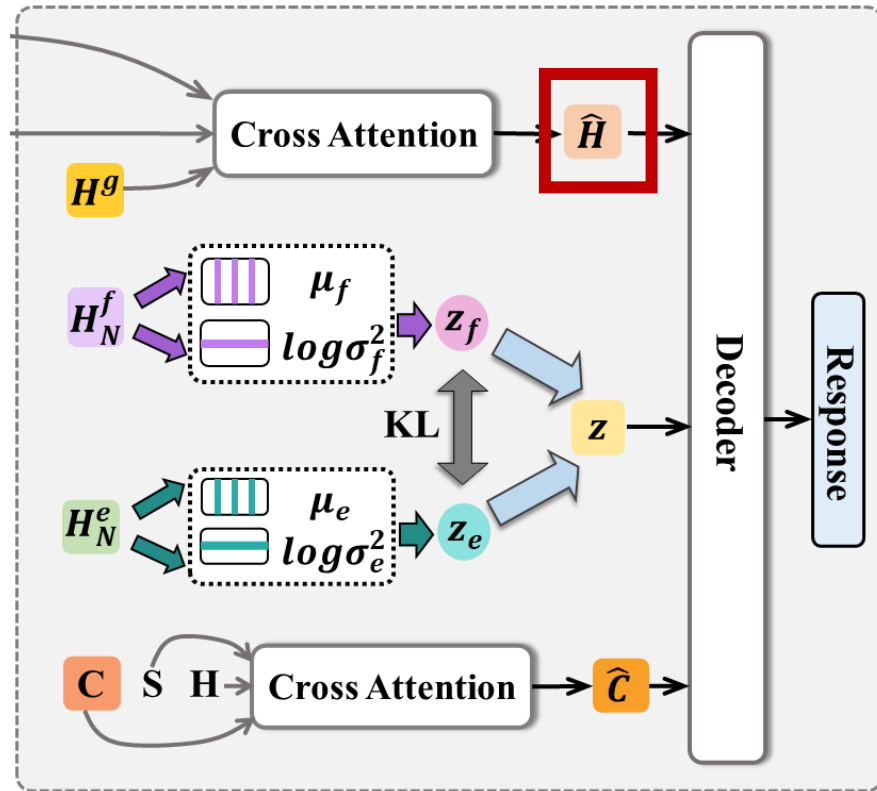 Cross Attention
Ĥ
H^g
H_N^f
μ_f
logσ_f^2
z_f
KL
z
Decoder
Response
H_N^e
μ_e
logσ_e^2
z_e
C S H
Cross Attention
Ĉ